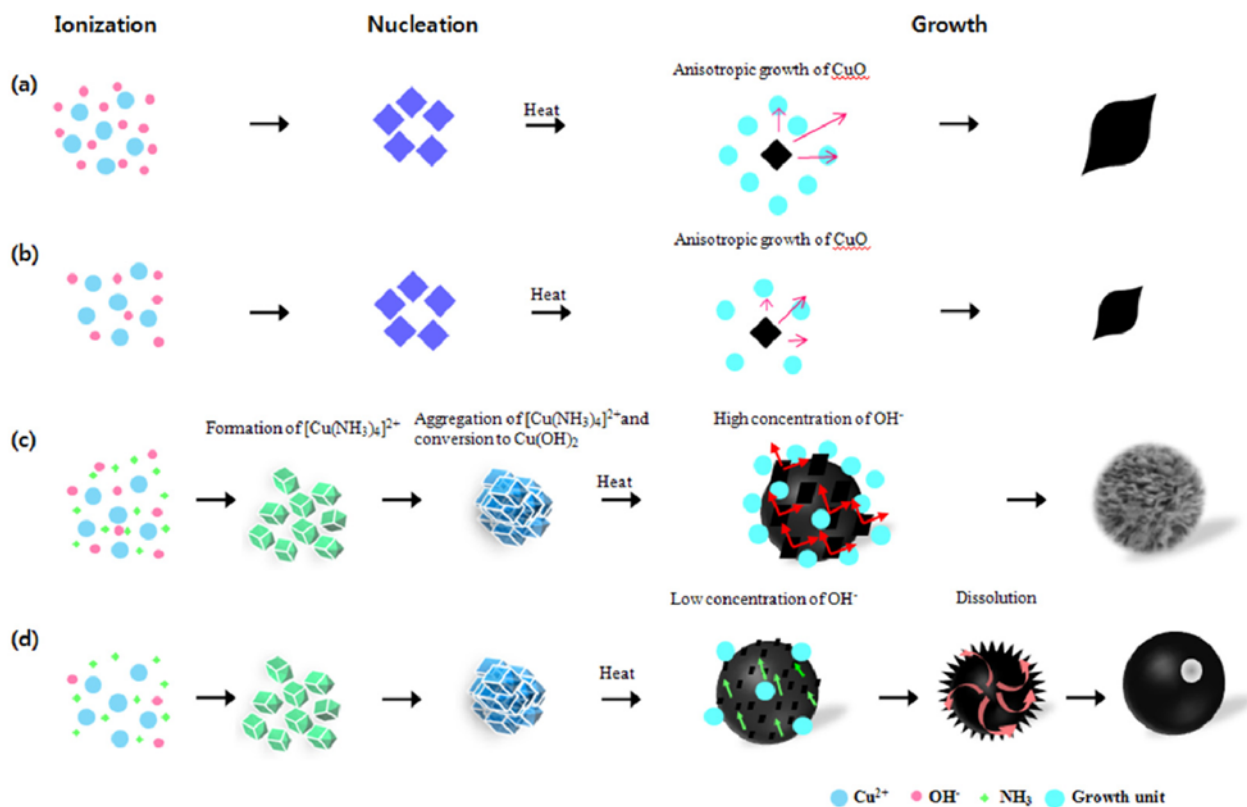 Ionization Nucleation Growth
(a)
Anisotropic growth of CuO
Heat
(b)
Anisotropic growth of CuO
Heat
(c)
Formation of [Cu(NH₃)₄]²⁺
Aggregation of [Cu(NH₃)₄]²⁺ and
conversion to Cu(OH)₂
Heat
High concentration of OH⁻
(d)
Heat
Low concentration of OH⁻
Dissolution
Cu²⁺ OH⁻ NH₃ Growth unit